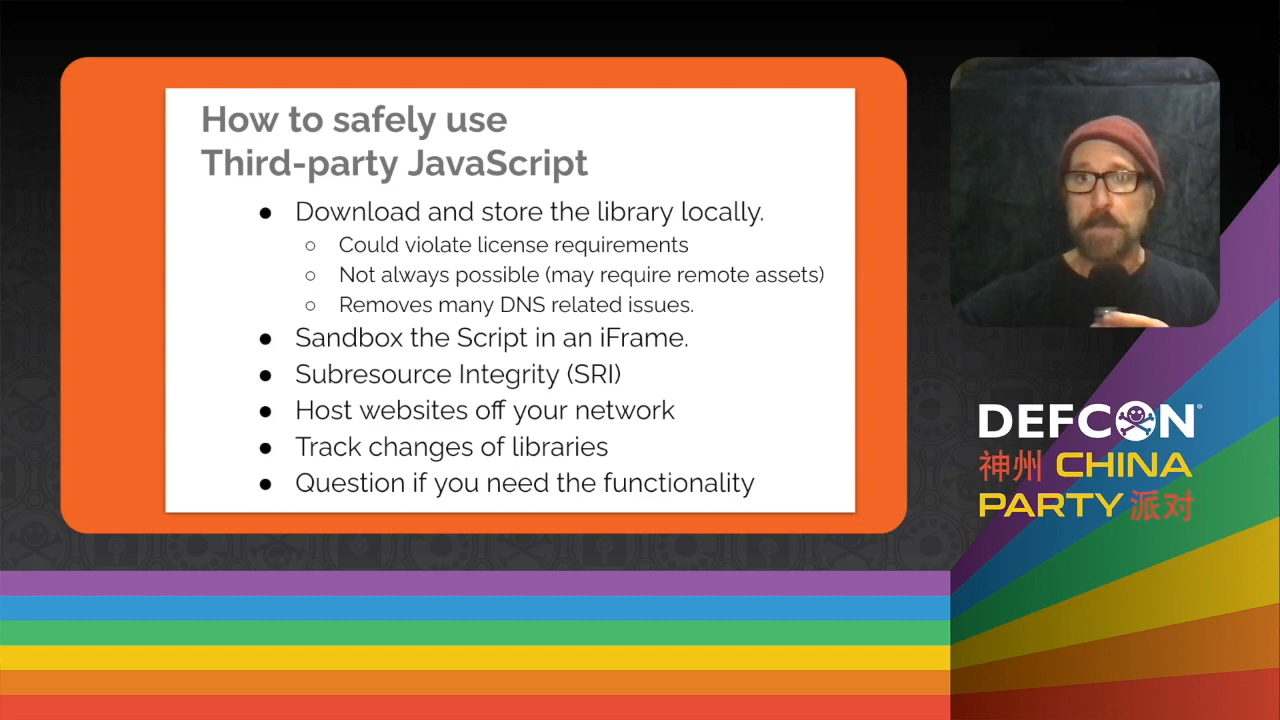 How to safely use
Third-party JavaScript
● Download and store the library locally.
○ Could violate license requirements
○ Not always possible (may require remote assets)
○ Removes many DNS related issues.
● Sandbox the Script in an iFrame.
● Subresource Integrity (SRI)
● Host websites off your network
● Track changes of libraries
● Question if you need the functionality
DEFCON®
神州 CHINA
PARTY 派对